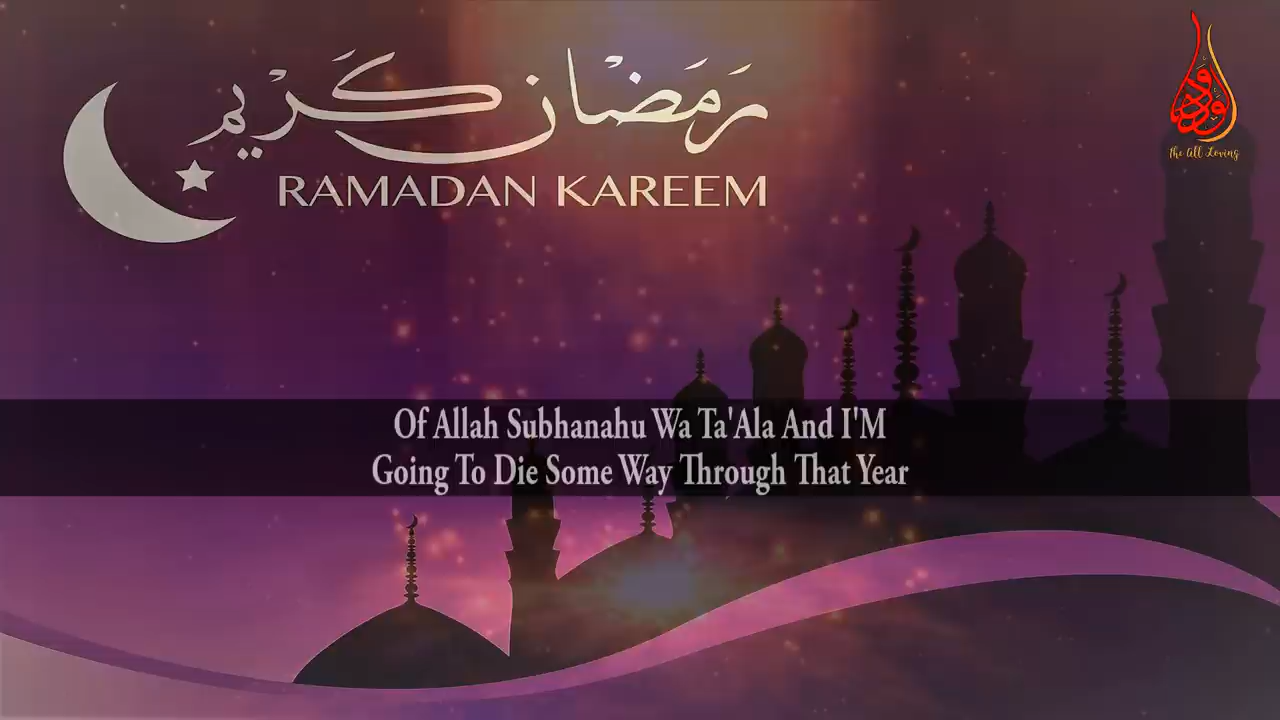 رَمَضَان كَرِيم
RAMADAN KAREEM
الودود
The All Loving
Of Allah Subhanahu Wa Ta'Ala And I'M
Going To Die Some Way Through That Year